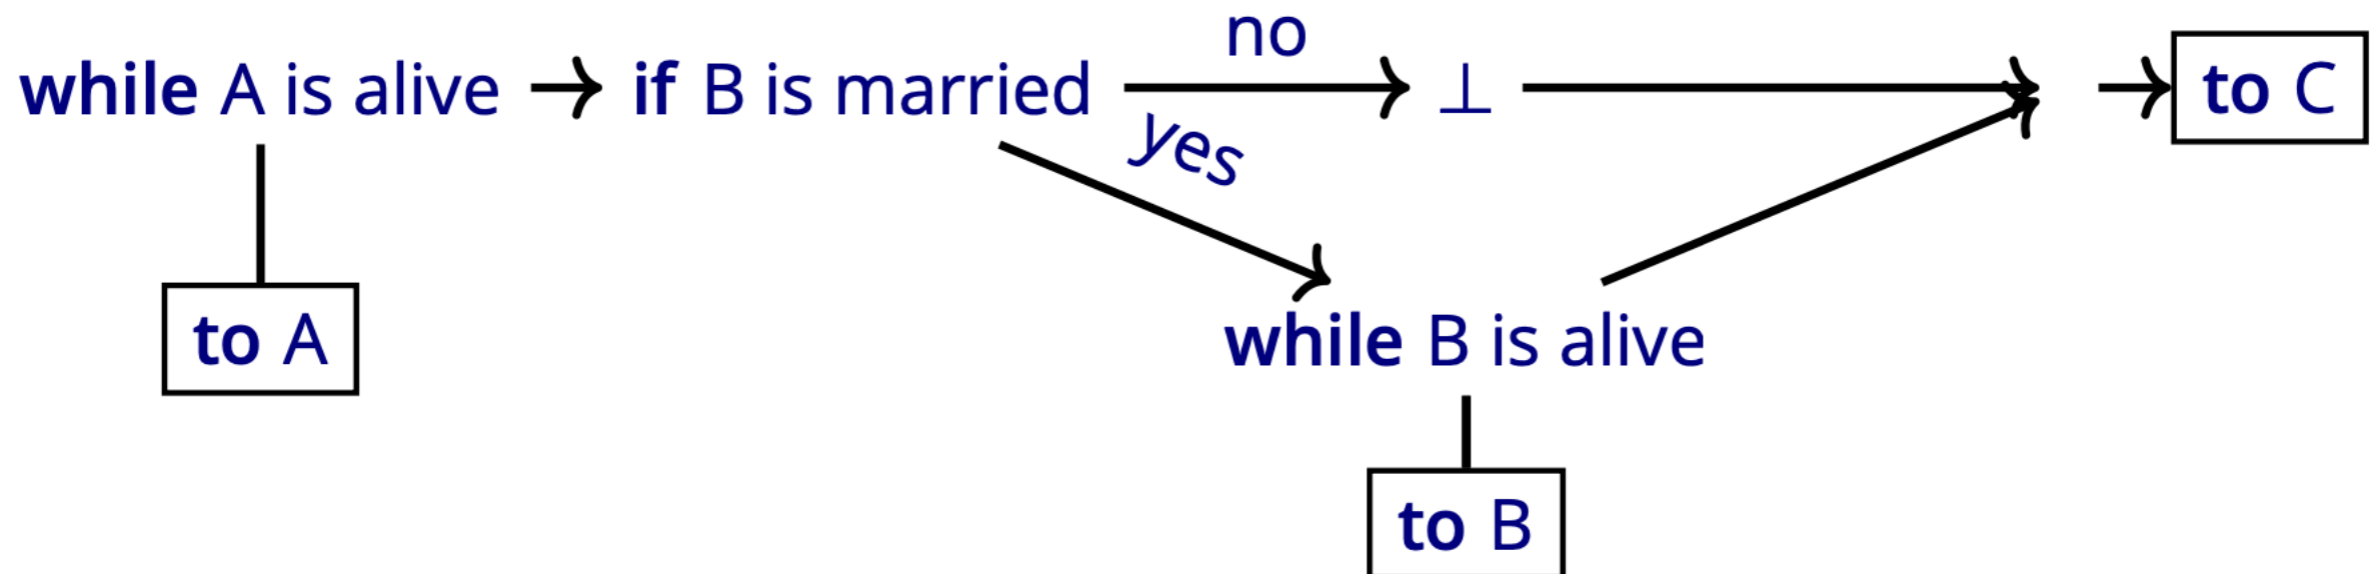 no
while A is alive if B is married ⊥ to C
yes
to A
while B is alive
to B